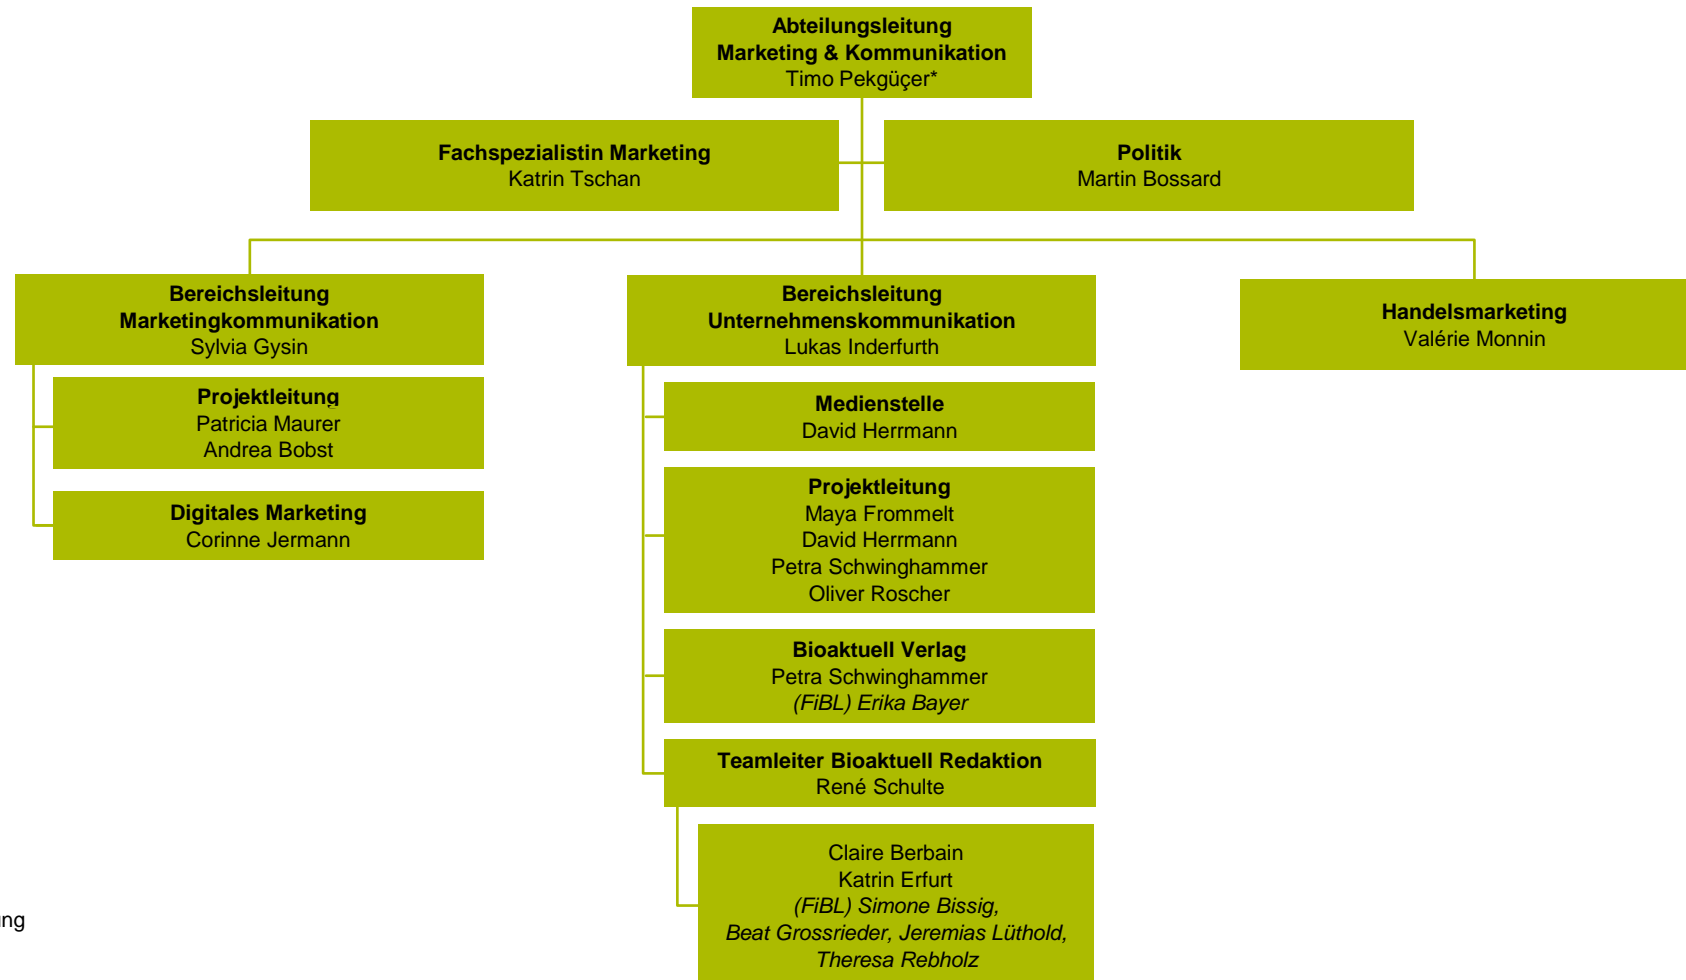 Abteilungsleitung
Marketing & Kommunikation
Timo Pekgüçer*
Fachspezialistin Marketing
Katrin Tschan
Politik
Martin Bossard
Bereichsleitung
Marketingkommunikation
Sylvia Gysin
Projektleitung
Patricia Maurer
Andrea Bobst
Digitales Marketing
Corinne Jermann
Bereichsleitung
Unternehmenskommunikation
Lukas Inderfurth
Medienstelle
David Herrmann
Projektleitung
Maya Frommelt
David Herrmann
Petra Schwinghammer
Oliver Roscher
Bioaktuell Verlag
Petra Schwinghammer
(FiBL) Erika Bayer
Teamleiter Bioaktuell Redaktion
René Schulte
Claire Berbain
Katrin Erfurt
(FiBL) Simone Bissig,
Beat Grossrieder, Jeremias Lüthold,
Theresa Rebholz
Handelsmarketing
Valérie Monnin